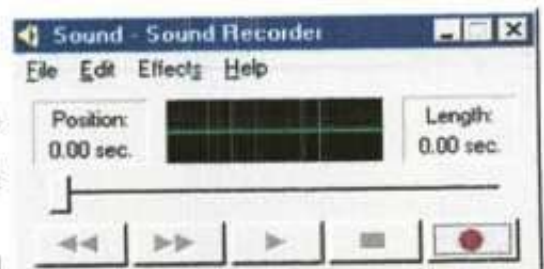 Sound - Sound Recorder
File Edit Effects Help
Position:
0.00 sec.
Length:
0.00 sec.